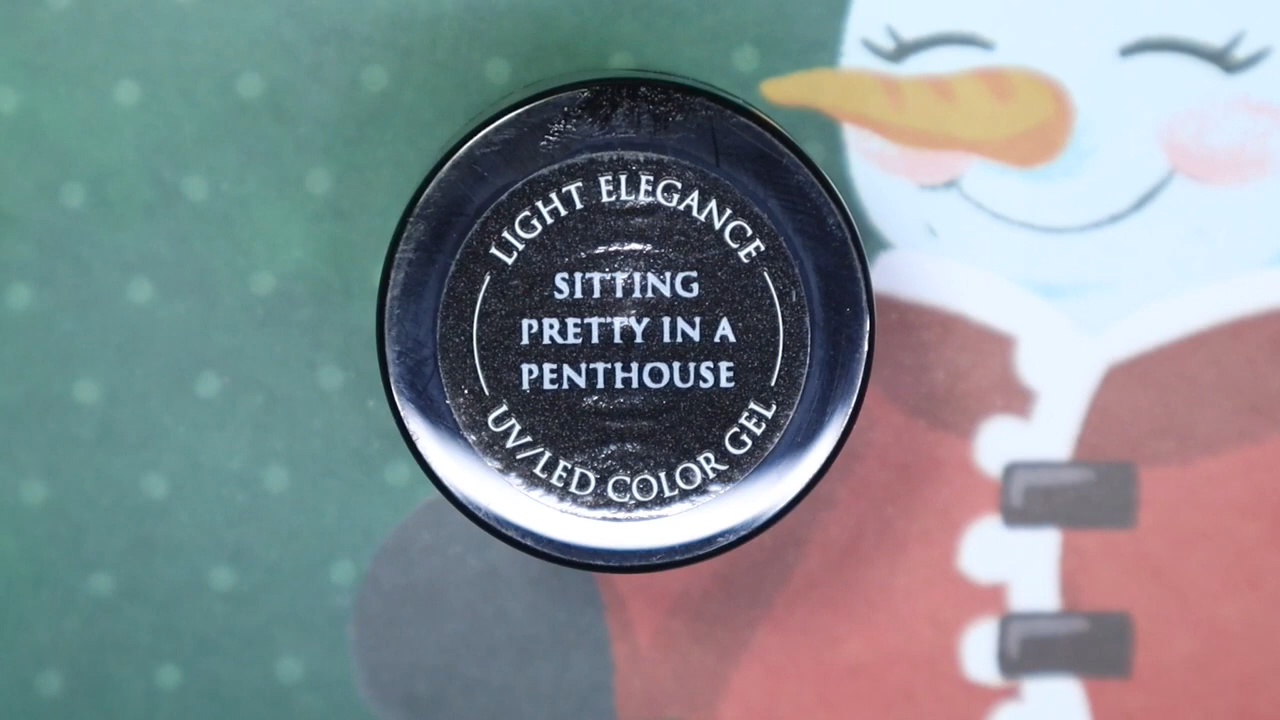 LIGHT ELEGANCE
SITTING
PRETTY IN A
PENTHOUSE
UV/LED COLOR GEL